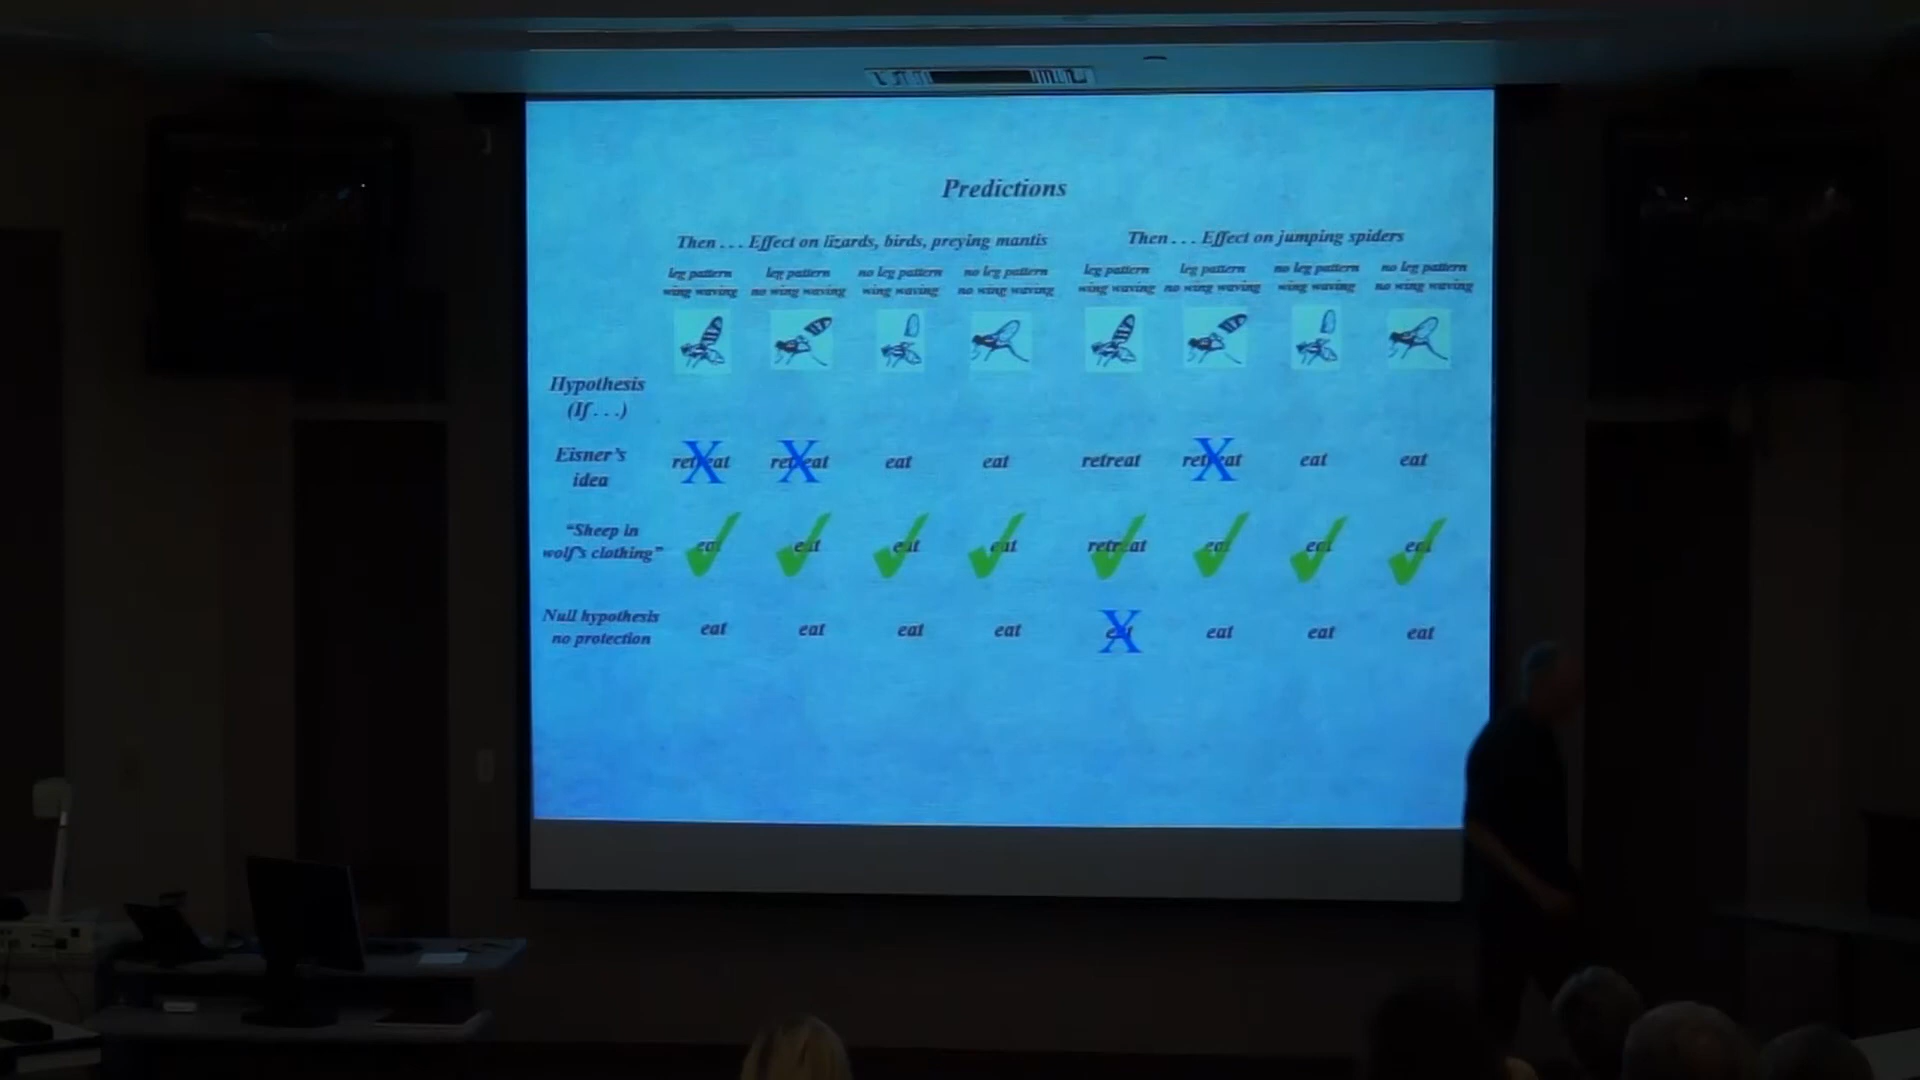 Predictions
Then . . . Effect on lizards, birds, preying mantis
Then . . . Effect on jumping spiders
leg pattern wing waving
leg pattern no wing waving
no leg pattern wing waving
no leg pattern no wing waving
leg pattern wing waving
leg pattern no wing waving
no leg pattern wing waving
no leg pattern no wing waving
Hypothesis
(If . . .)
Eisner's idea
retreat X retreat X eat eat retreat retreat X eat eat
“Sheep in wolf's clothing”
eat eat eat eat retreat eat eat eat
Null hypothesis no protection
eat eat eat eat eat X eat eat eat